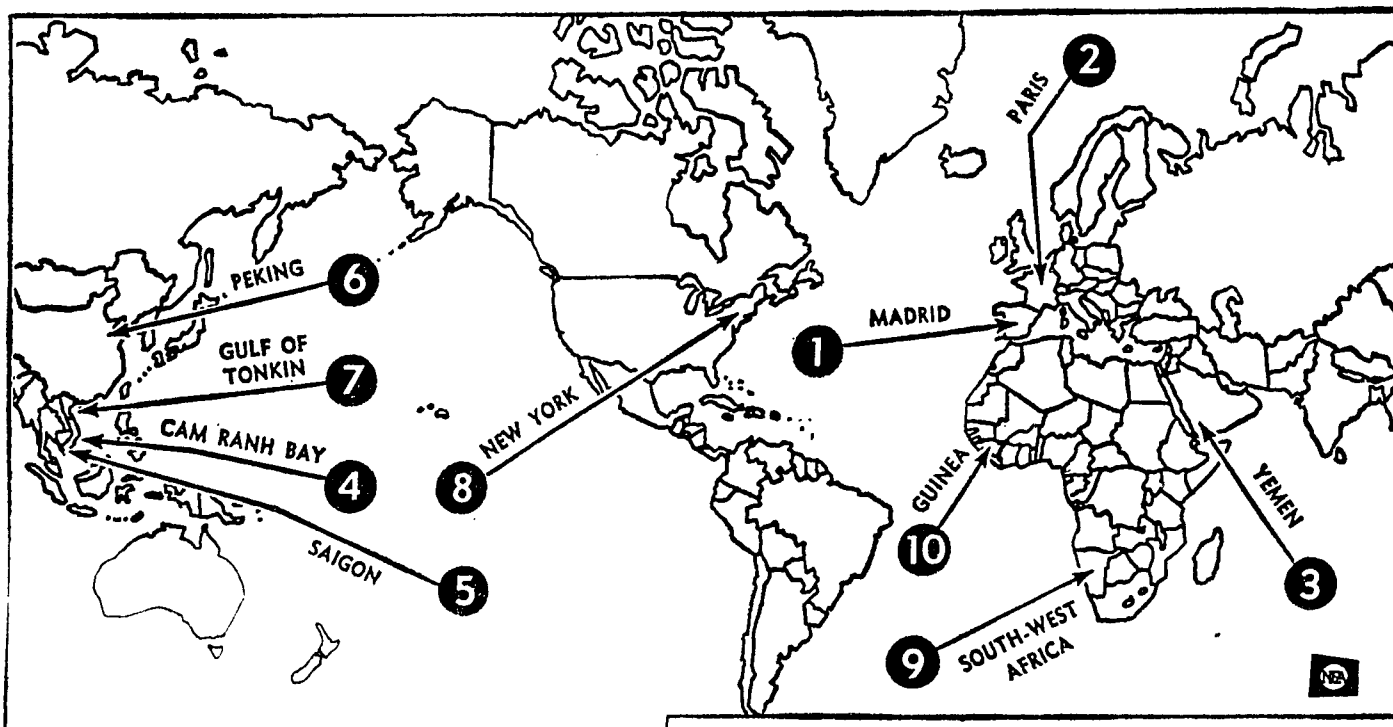 2
PARIS
PEKING
6
MADRID
1
GULF OF
TONKIN
7
CAM RANH BAY
4
NEW YORK
8
SAIGON
5
GUINEA
10
YEMEN
3
SOUTH-WEST
AFRICA
9
NEA